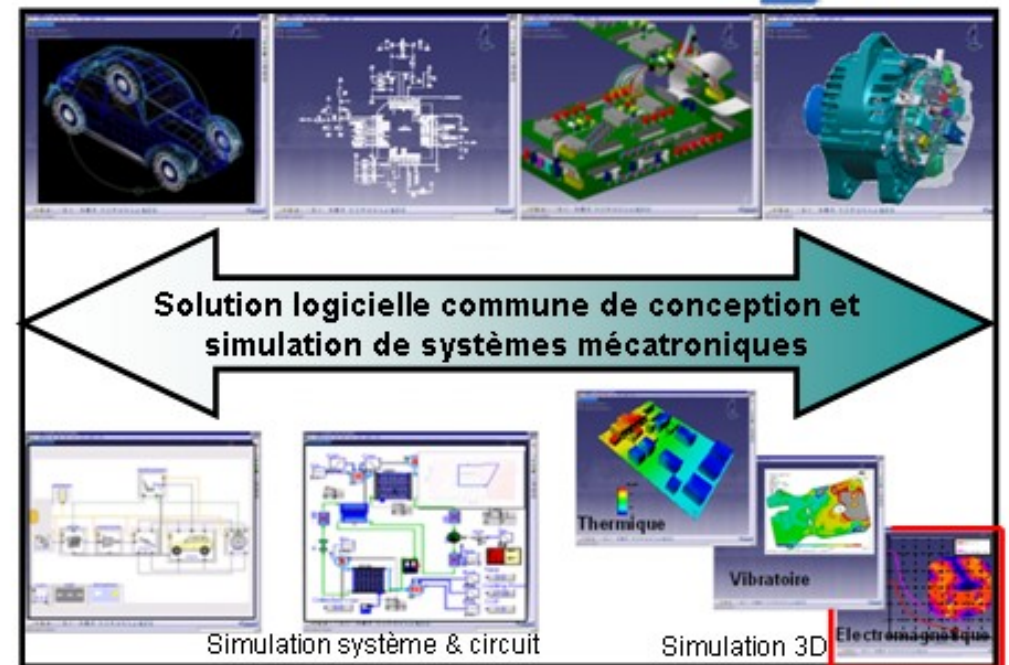 Solution logicielle commune de conception et
simulation de systèmes mécatroniques
Thermique
Vibratoire
Electromagnétique
Simulation système & circuit
Simulation 3D